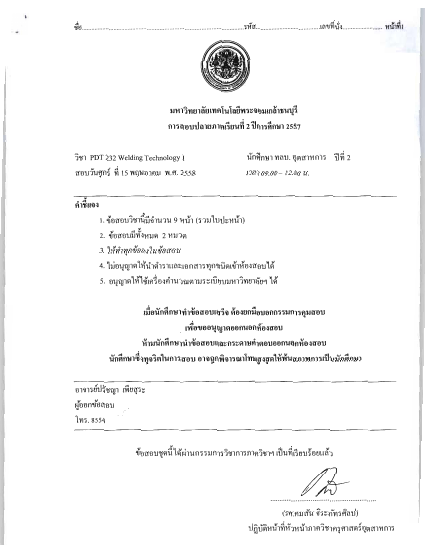 ชื่อ รหัส เลขที่นั่ง หน้าที่1
มหาวิทยาลัยเทคโนโลยีพระจอมเกล้าธนบุรี
การสอบปลายภาคเรียนที่ 2 ปีการศึกษา 2557
วิชา PDT 232 Welding Technology I นักศึกษา ทลบ. อุตสาหการ ปีที่ 2
สอบวันศุกร์ ที่ 15 พฤษภาคม พ.ศ. 2558 เวลา 09.00 – 12.00 น.
คำชี้แจง
1. ข้อสอบวิชานี้มีจำนวน 9 หน้า (รวมใบปะหน้า)
2. ข้อสอบมีทั้งหมด 2 หมวด
3. ให้ทำทุกข้อลงในข้อสอบ
4. ไม่อนุญาตให้นำตำราและเอกสารทุกชนิดเข้าห้องสอบได้
5. อนุญาตให้ใช้เครื่องคำนวณตามระเบียบมหาวิทยาลัยฯ ได้
เมื่อนักศึกษาทำข้อสอบเสร็จ ต้องยกมือบอกกรรมการคุมสอบ
เพื่อขออนุญาตออกนอกห้องสอบ
ห้ามนักศึกษานำข้อสอบและกระดาษคำตอบออกนอกห้องสอบ
นักศึกษาซึ่งทุจริตในการสอบ อาจถูกพิจารณาโทษสูงสุดให้พ้นสภาพการเป็นนักศึกษา
อาจารย์ปรัชญา เพียสุระ
ผู้ออกข้อสอบ
โทร. 8554
ข้อสอบชุดนี้ได้ผ่านกรรมการวิชาการภาควิชาฯ เป็นที่เรียบร้อยแล้ว
(รศ.คมสัน จิระภัทรศิลป)
ปฏิบัติหน้าที่หัวหน้าภาควิชาครุศาสตร์อุตสาหการ